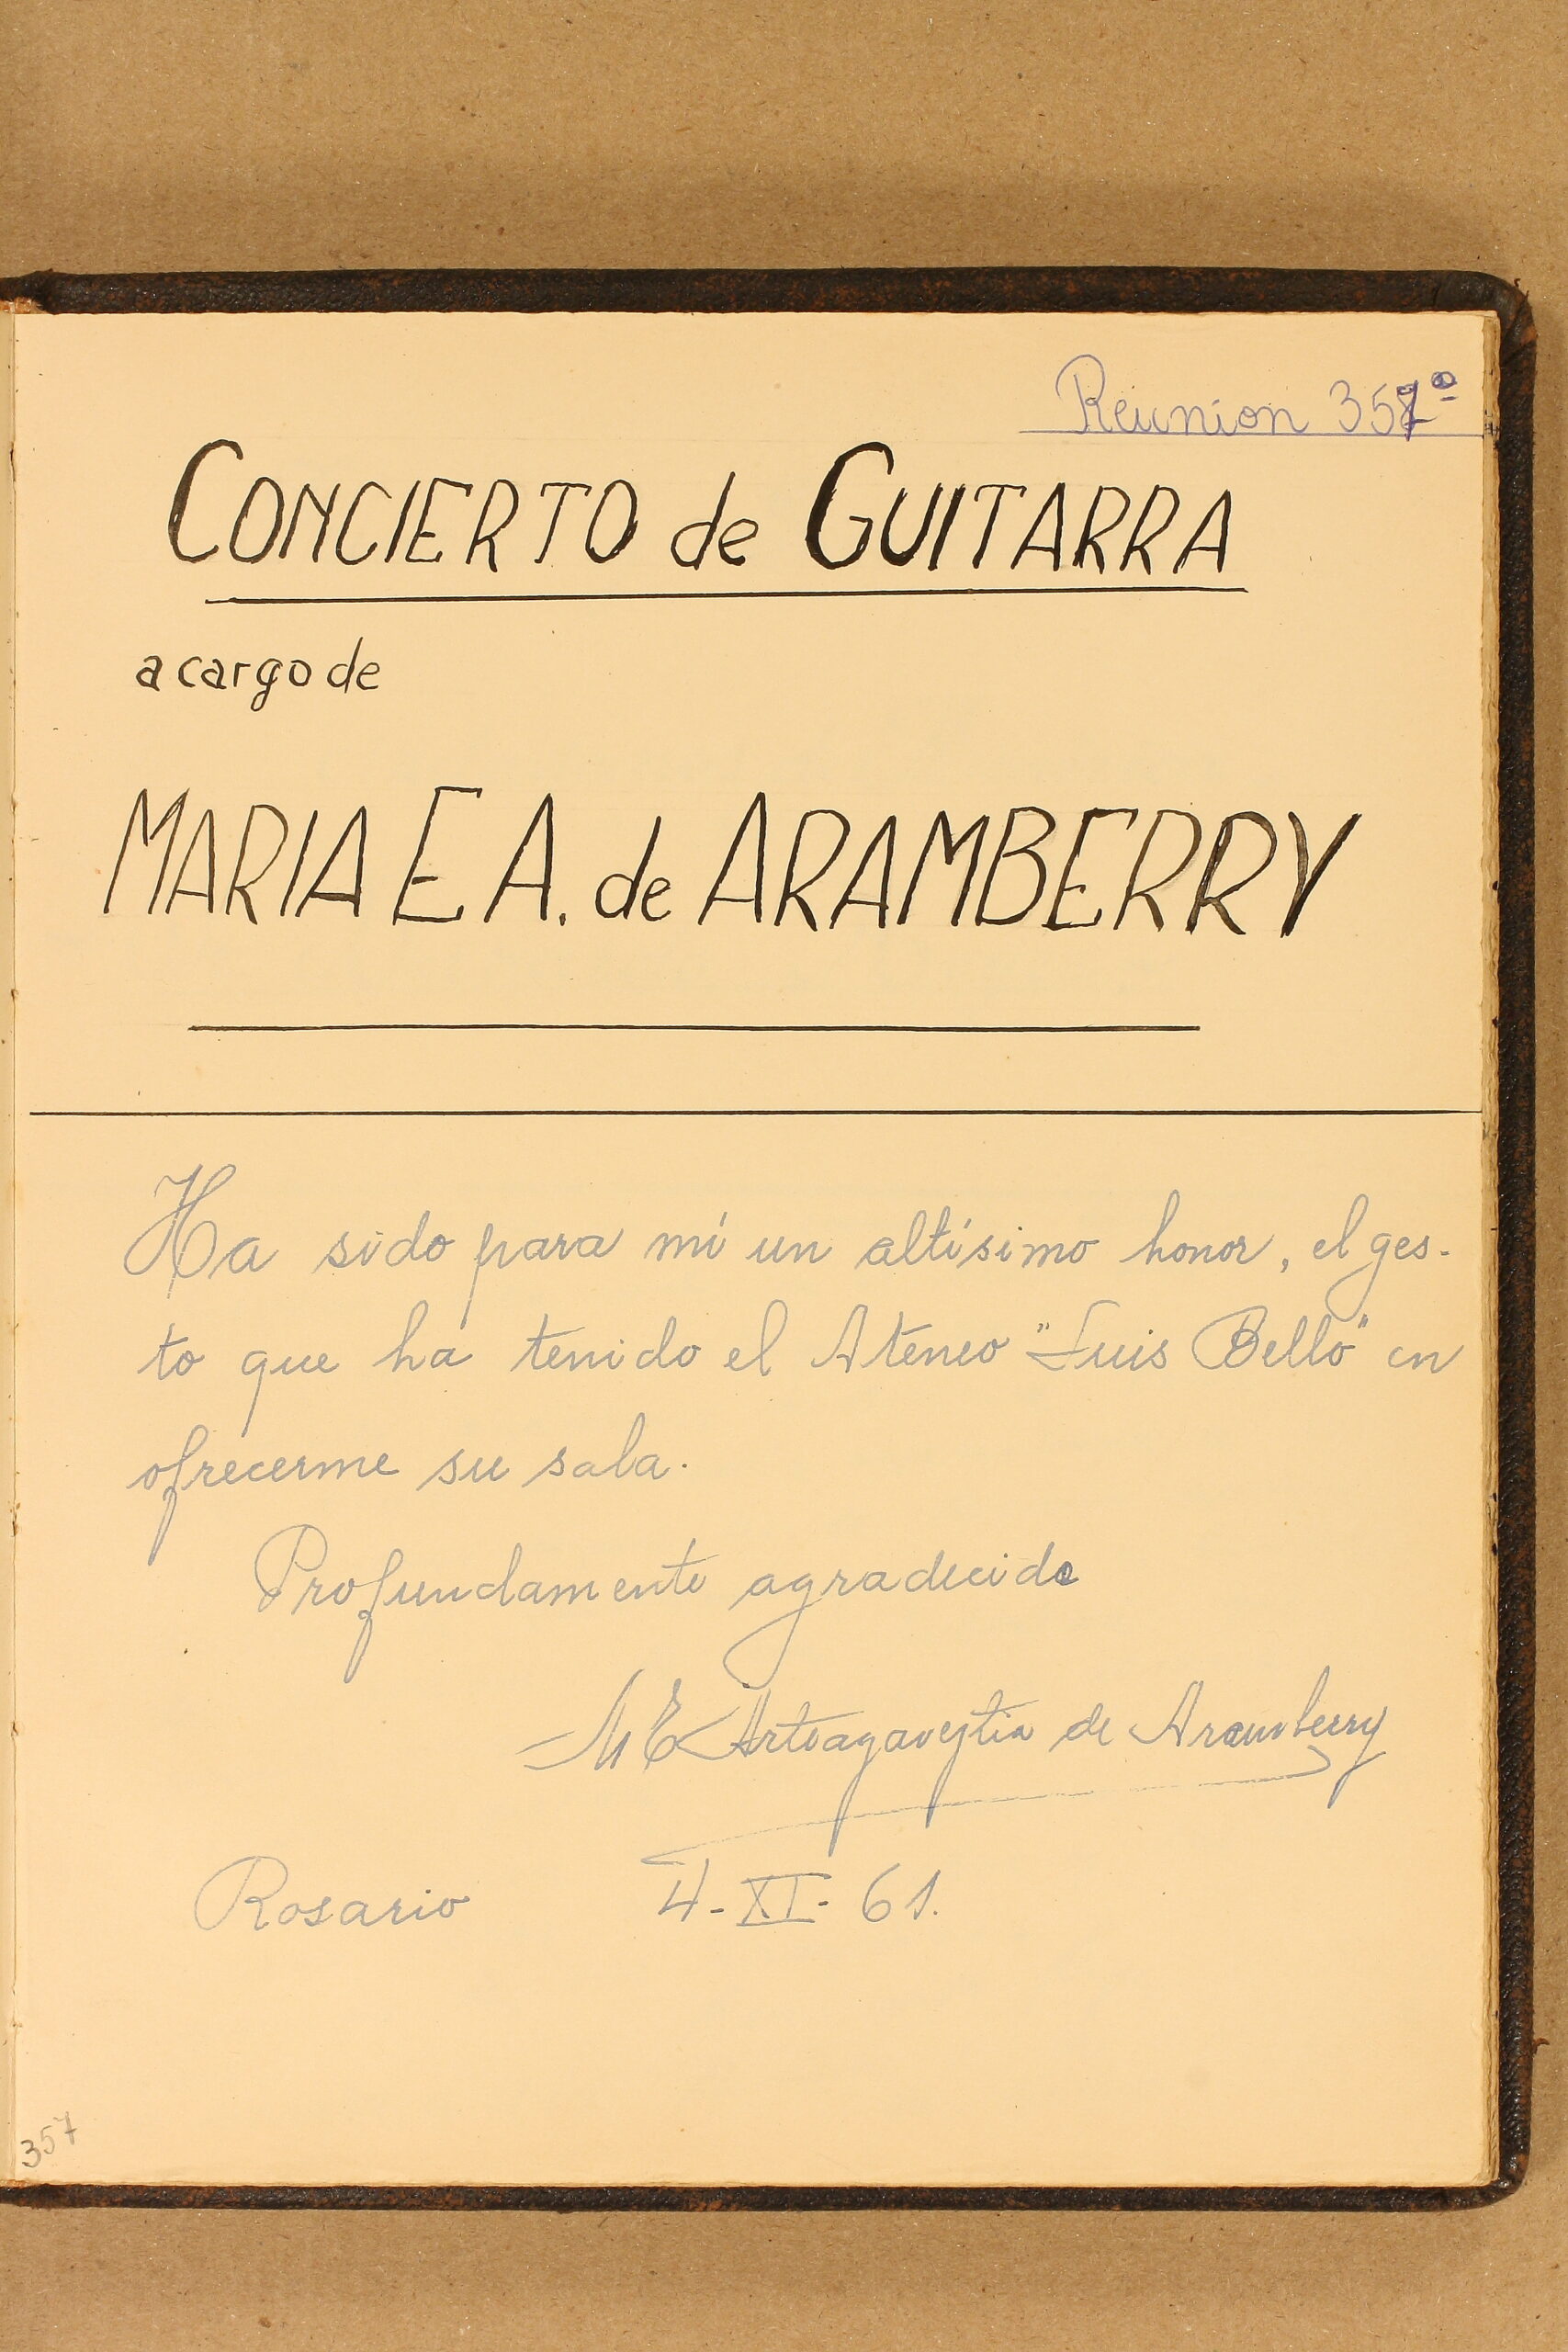 Reunion 357º
CONCIERTO de GUITARRA
a cargo de
MARIA E A. de ARAMBERRY
Ha sido para mí un altísimo honor, el ges-
to que ha tenido el Ateneo "Luis Bello" en
ofrecerme su sala.
Profundamente agradecida
M E Arteagaveytia de Aramberry
Rosario 4-XI-61.
357